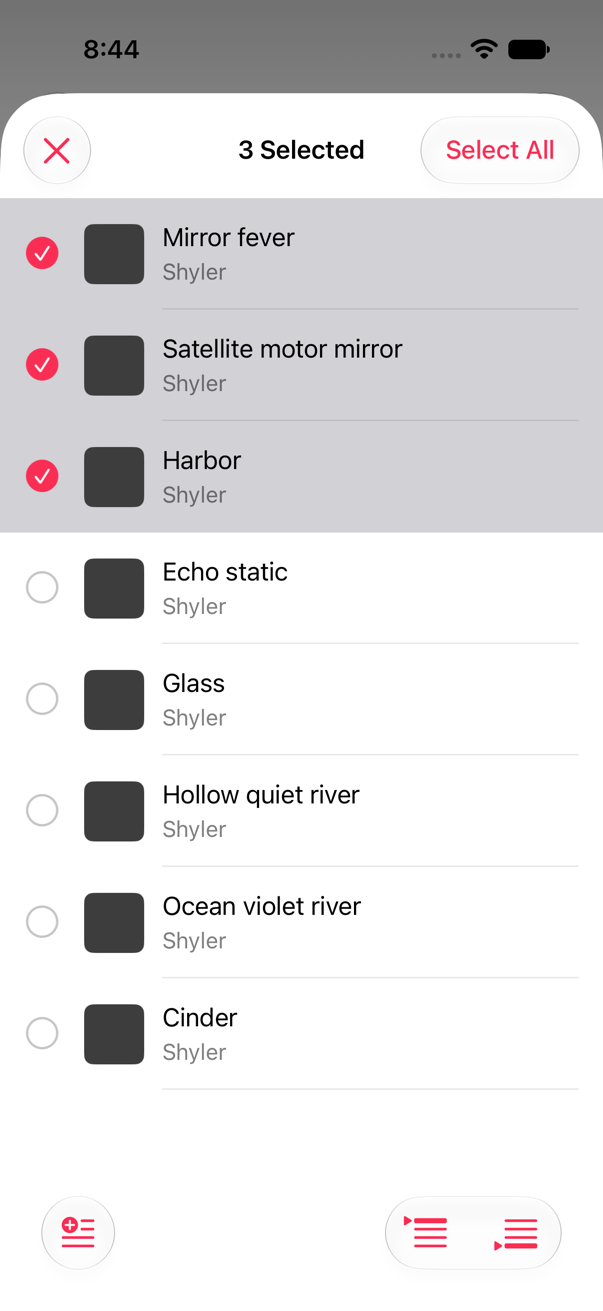 8:44
3 Selected
Select All
Mirror fever
Shyler
Satellite motor mirror
Shyler
Harbor
Shyler
Echo static
Shyler
Glass
Shyler
Hollow quiet river
Shyler
Ocean violet river
Shyler
Cinder
Shyler